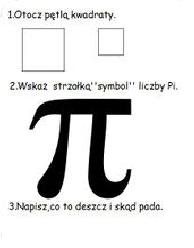 1.Otocz pętlą kwadraty.
2.Wskaż strzałką''symbol'' liczby Pi.
π
3.Napisz,co to deszcz i skąd pada.